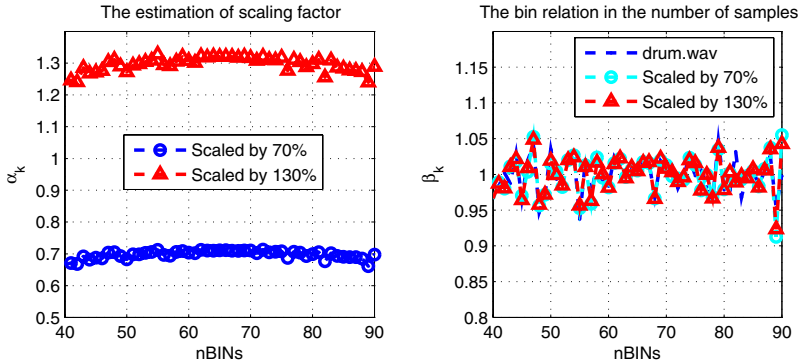 The estimation of scaling factor
1.4
1.3
1.2
1.1
1
0.9
0.8
0.7
0.6
0.5
α_k
Scaled by 70%
Scaled by 130%
40 50 60 70 80 90
nBINs
The bin relation in the number of samples
1.15
1.1
1.05
1
0.95
0.9
0.85
0.8
β_k
drum.wav
Scaled by 70%
Scaled by 130%
40 50 60 70 80 90
nBINs